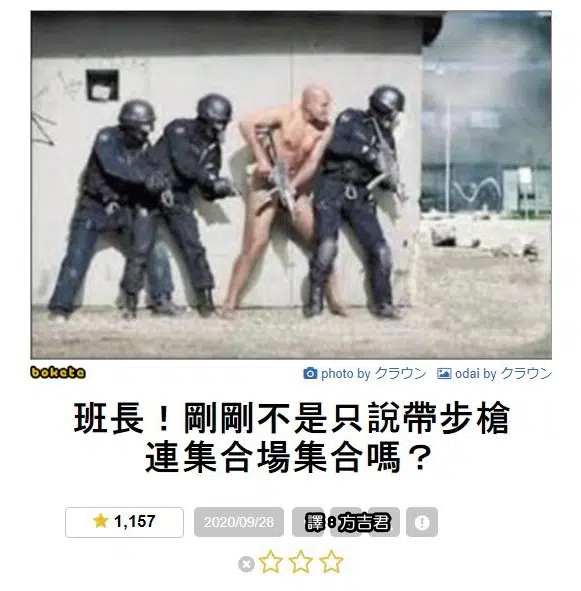 bokete
photo by クラウン odai by クラウン
班長！剛剛不是只說帶步槍
連集合場集合嗎？
1,157
2020/09/28
譯：方吉君